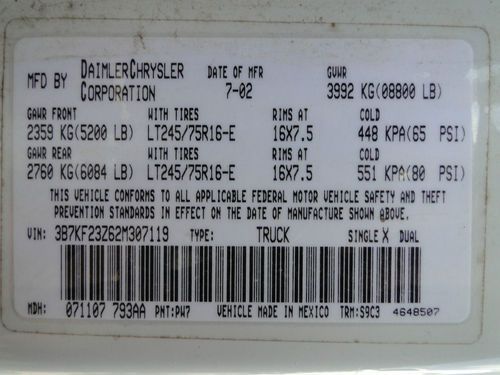 MFD BY DAIMLERCHRYSLER CORPORATION DATE OF MFR 7-02 GVWR 3992 KG(08800 LB)
GAWR FRONT WITH TIRES RIMS AT COLD
2359 KG(5200 LB) LT245/75R16-E 16X7.5 448 KPA(65 PSI)
GAWR REAR WITH TIRES RIMS AT COLD
2760 KG(6084 LB) LT245/75R16-E 16X7.5 551 KPA(80 PSI)
THIS VEHICLE CONFORMS TO ALL APPLICABLE FEDERAL MOTOR VEHICLE SAFETY AND THEFT
PREVENTION STANDARDS IN EFFECT ON THE DATE OF MANUFACTURE SHOWN ABOVE.
VIN: 3B7KF23Z62M307119 TYPE: TRUCK SINGLE X DUAL
MDH: 071107 793AA PNT:PW7 VEHICLE MADE IN MEXICO TRM:S9C3 4648507